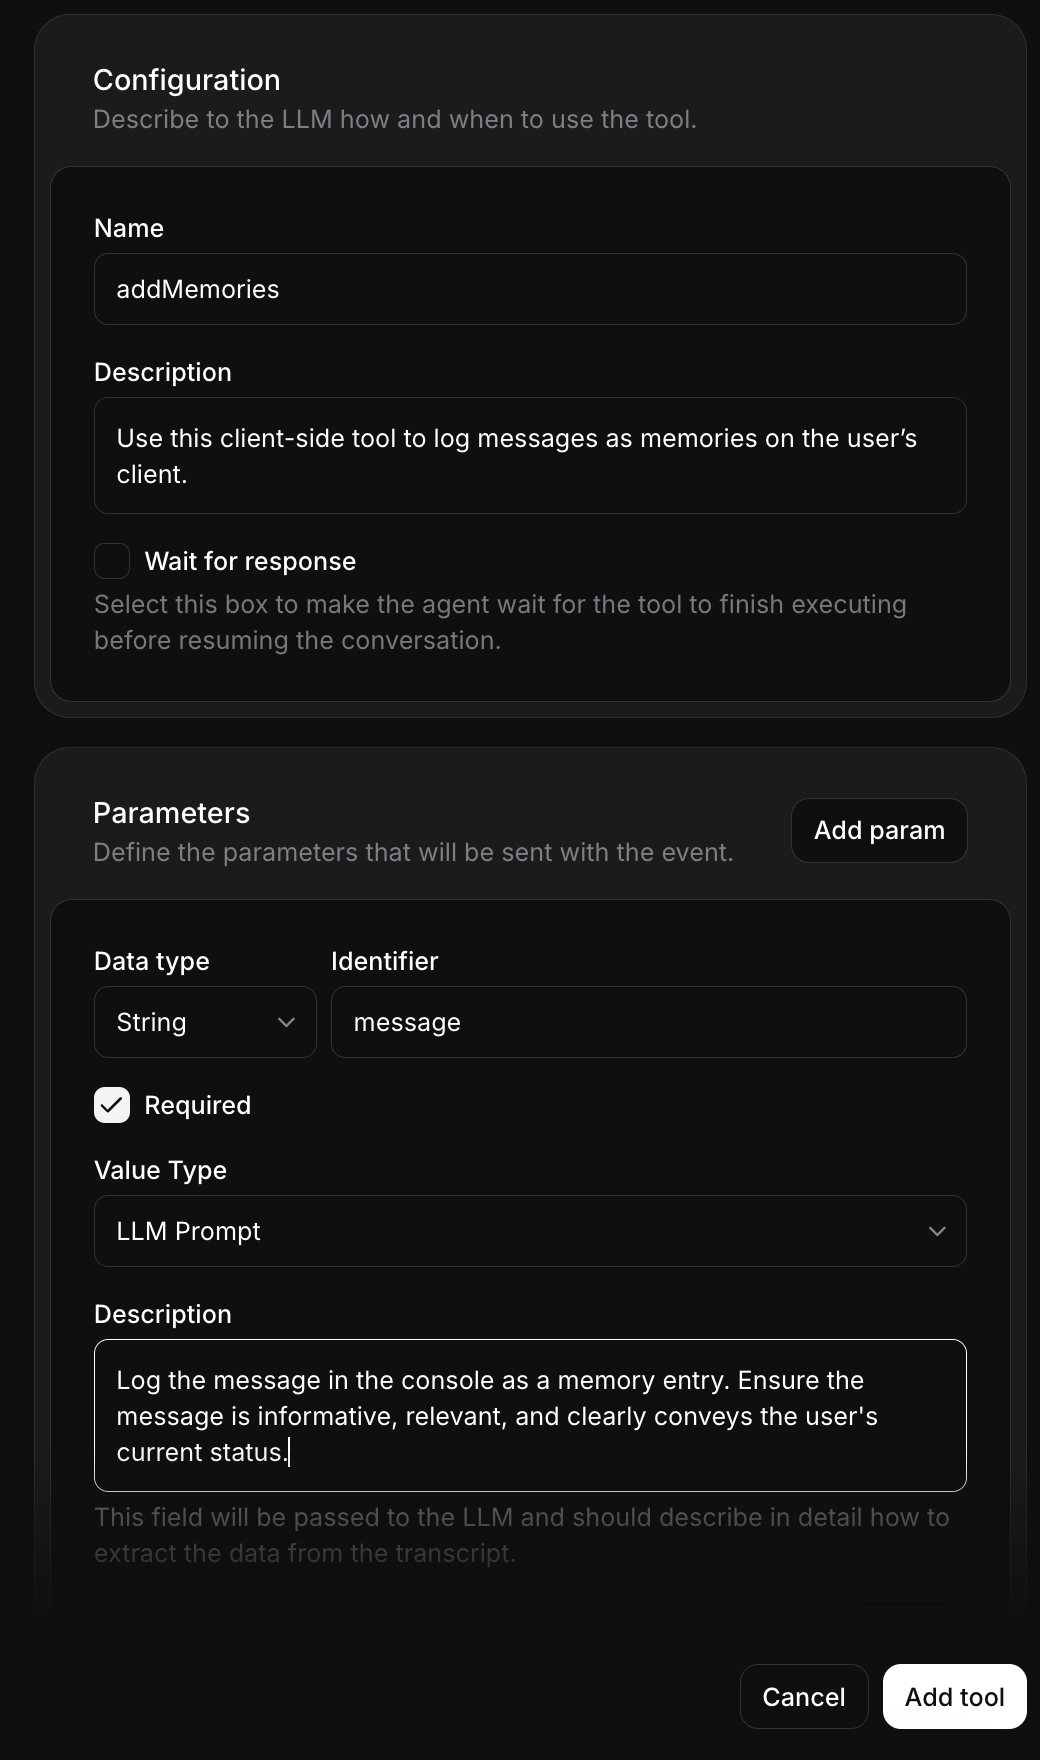 Configuration
Describe to the LLM how and when to use the tool.
Name
addMemories
Description
Use this client-side tool to log messages as memories on the user’s
client.
Wait for response
Select this box to make the agent wait for the tool to finish executing
before resuming the conversation.
Parameters
Define the parameters that will be sent with the event.
Add param
Data type
Identifier
String
message
Required
Value Type
LLM Prompt
Description
Log the message in the console as a memory entry. Ensure the
message is informative, relevant, and clearly conveys the user's
current status.
This field will be passed to the LLM and should describe in detail how to
extract the data from the transcript.
Cancel
Add tool